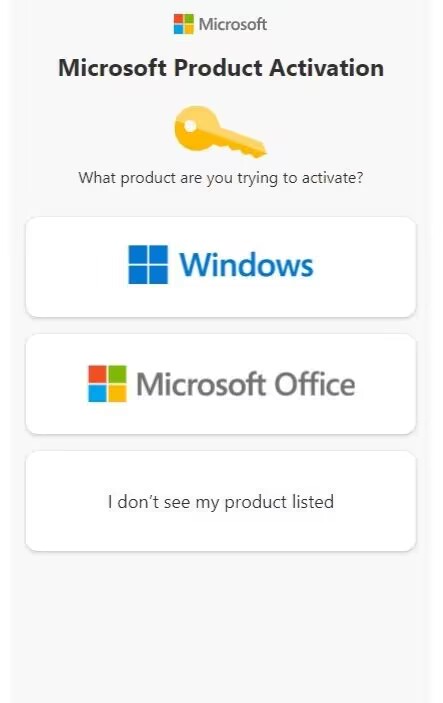 Microsoft
Microsoft Product Activation
What product are you trying to activate?
Windows
Microsoft Office
I don’t see my product listed